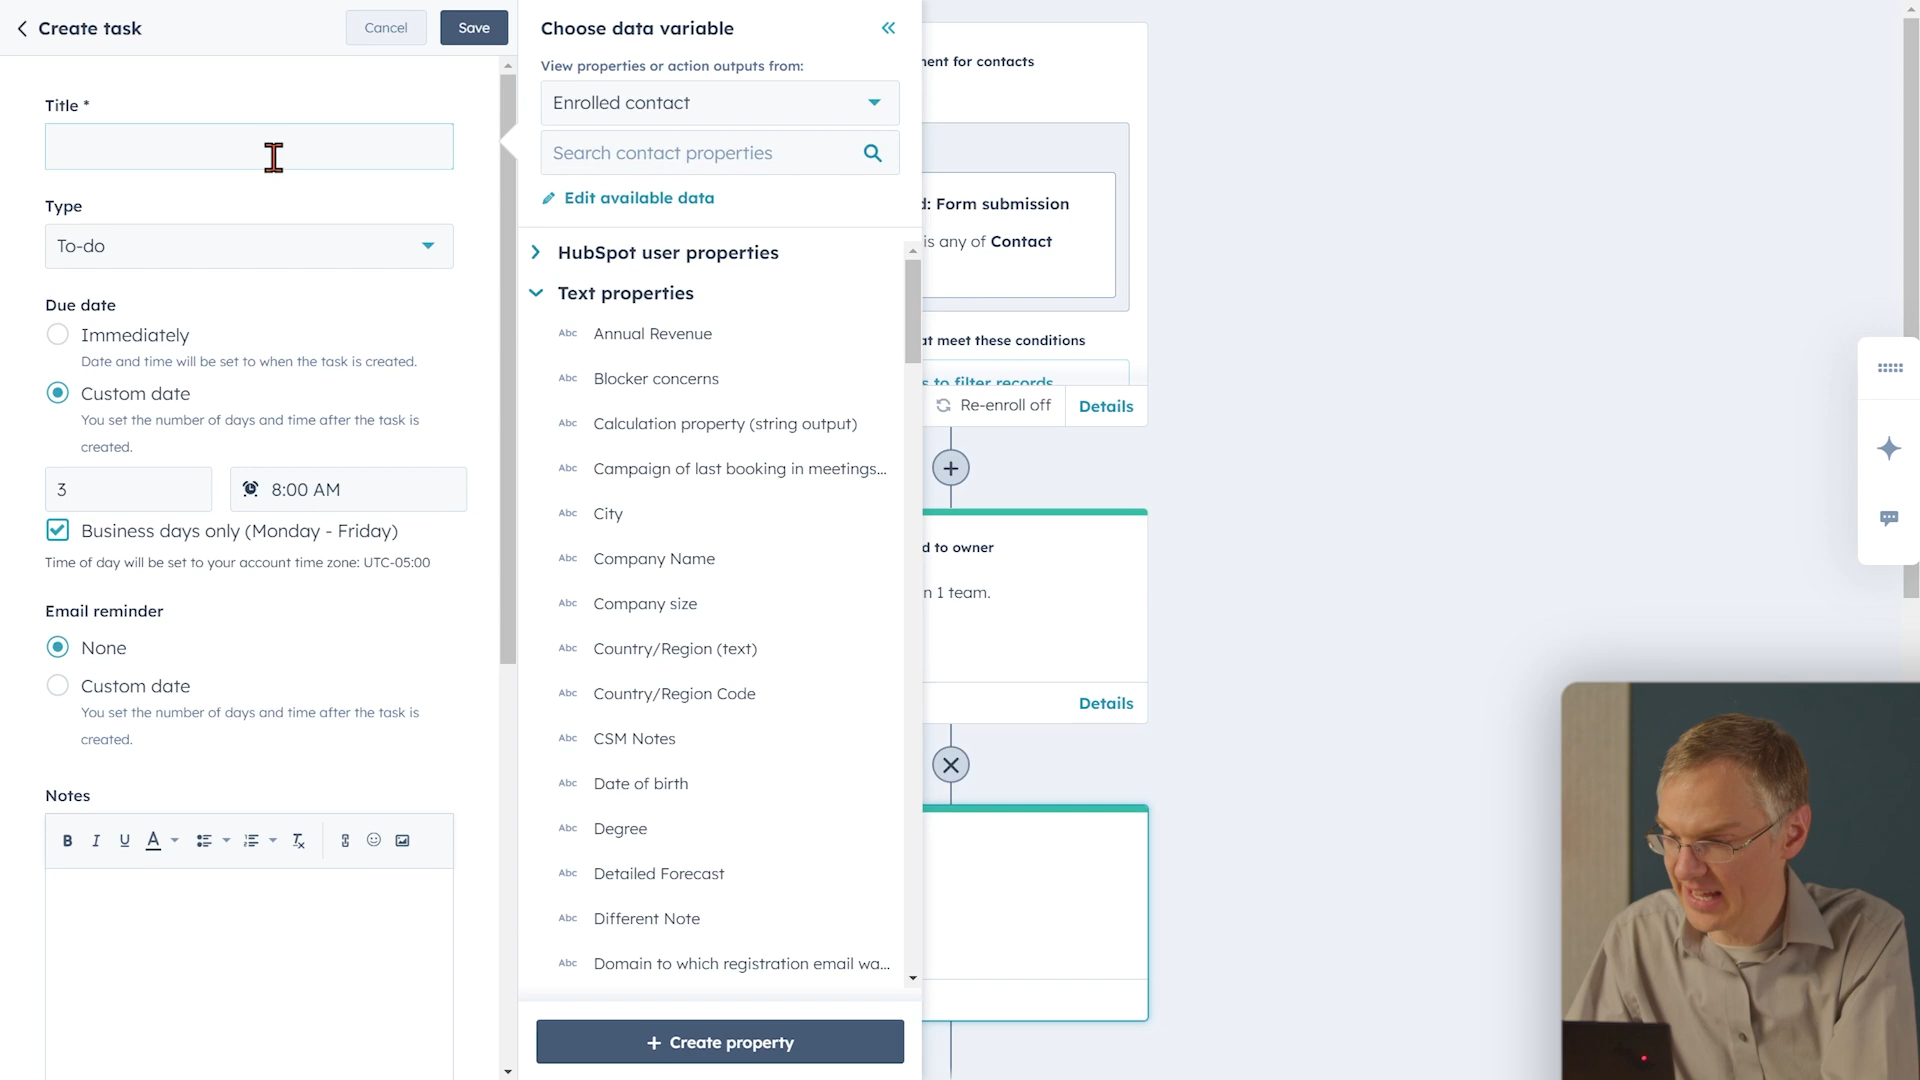 Create task
Cancel
Save
Title *
Type
To-do
Due date
Immediately
Date and time will be set to when the task is created.
Custom date
You set the number of days and time after the task is
created.
3
8:00 AM
Business days only (Monday - Friday)
Time of day will be set to your account time zone: UTC-05:00
Email reminder
None
Custom date
You set the number of days and time after the task is
created.
Notes
B I U A
Choose data variable
View properties or action outputs from:
Enrolled contact
Search contact properties
Edit available data
HubSpot user properties
Text properties
Abc Annual Revenue
Abc Blocker concerns
Abc Calculation property (string output)
Abc Campaign of last booking in meetings...
Abc City
Abc Company Name
Abc Company size
Abc Country/Region (text)
Abc Country/Region Code
Abc CSM Notes
Abc Date of birth
Abc Degree
Abc Detailed Forecast
Abc Different Note
Abc Domain to which registration email wa...
+ Create property
for contacts
: Form submission
is any of Contact
meet these conditions
to filter records
Re-enroll off
Details
to owner
1 team.
Details